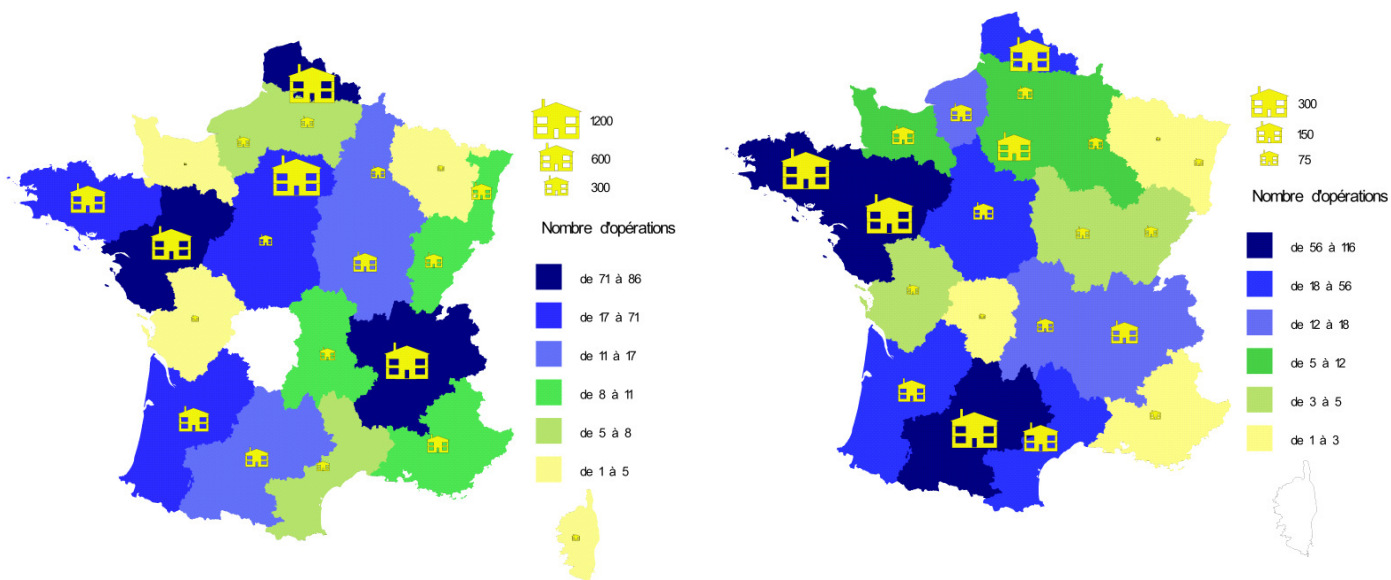 1200
600
300
Nombre d'opérations
de 71 à 86
de 17 à 71
de 11 à 17
de 8 à 11
de 5 à 8
de 1 à 5
300
150
75
Nombre d'opérations
de 56 à 116
de 18 à 56
de 12 à 18
de 5 à 12
de 3 à 5
de 1 à 3